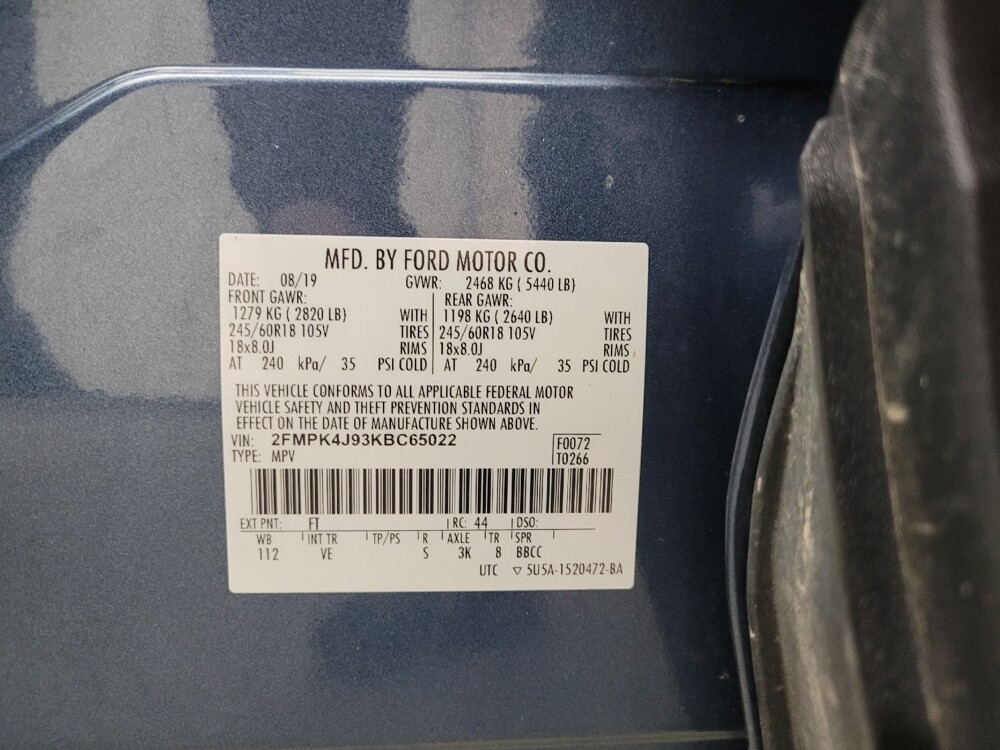 MFD. BY FORD MOTOR CO.
DATE: 08/19 GVWR: 2468 KG ( 5440 LB)
FRONT GAWR: REAR GAWR:
1279 KG ( 2820 LB) WITH 1198 KG ( 2640 LB) WITH
245/60R18 105V TIRES 245/60R18 105V TIRES
18x8.0J RIMS 18x8.0J RIMS
AT 240 kPa/ 35 PSI COLD AT 240 kPa/ 35 PSI COLD
THIS VEHICLE CONFORMS TO ALL APPLICABLE FEDERAL MOTOR
VEHICLE SAFETY AND THEFT PREVENTION STANDARDS IN
EFFECT ON THE DATE OF MANUFACTURE SHOWN ABOVE.
VIN: 2FMPK4J93KBC65022 F0072
TYPE: MPV T0266
EXT PNT: FT RC: 44 DSO:
WB INT TR TP/PS R AXLE TR SPR
112 VE S 3K 8 BBCC
UTC ▽ 5U5A-1520472-BA